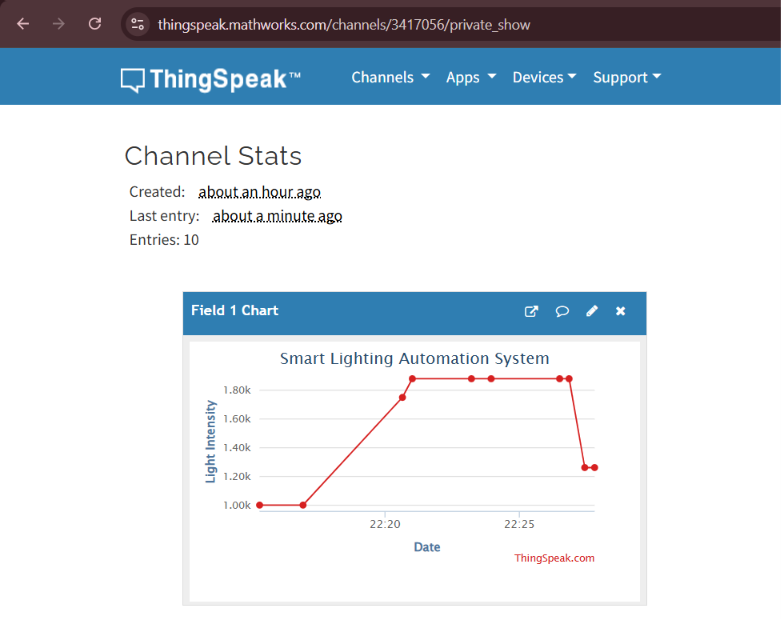 thingspeak.mathworks.com/channels/3417056/private_show
ThingSpeak™ Channels Apps Devices Support
Channel Stats
Created: about an hour ago
Last entry: about a minute ago
Entries: 10
Field 1 Chart
Smart Lighting Automation System
Light Intensity
1.80k
1.60k
1.40k
1.20k
1.00k
22:20 22:25
Date
ThingSpeak.com